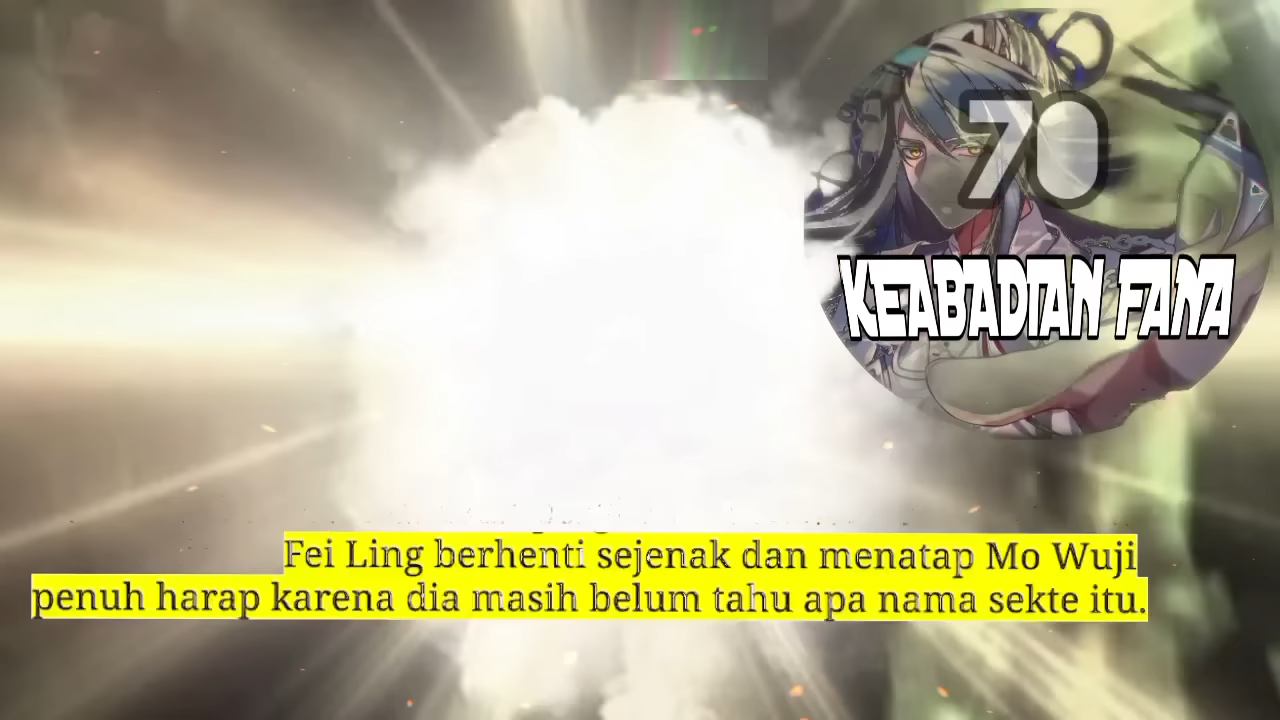 70
KEABADIAN FANA
Fei Ling berhenti sejenak dan menatap Mo Wuji
penuh harap karena dia masih belum tahu apa nama sekte itu.